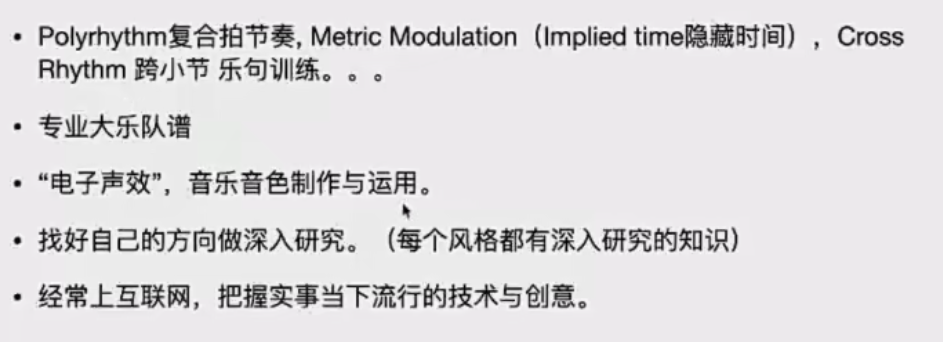 • Polyrhythm复合拍节奏, Metric Modulation（Implied time隐藏时间）, Cross
Rhythm 跨小节 乐句训练。。。
• 专业大乐队谱
• “电子声效”，音乐音色制作与运用。
• 找好自己的方向做深入研究。（每个风格都有深入研究的知识）
• 经常上互联网，把握实事当下流行的技术与创意。